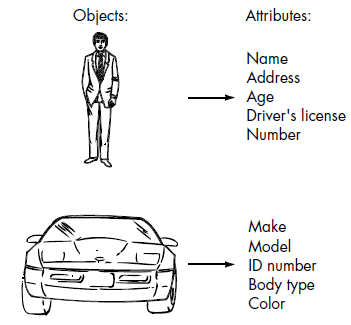 Objects:
Attributes:
Name
Address
Age
Driver's license
Number
Make
Model
ID number
Body type
Color